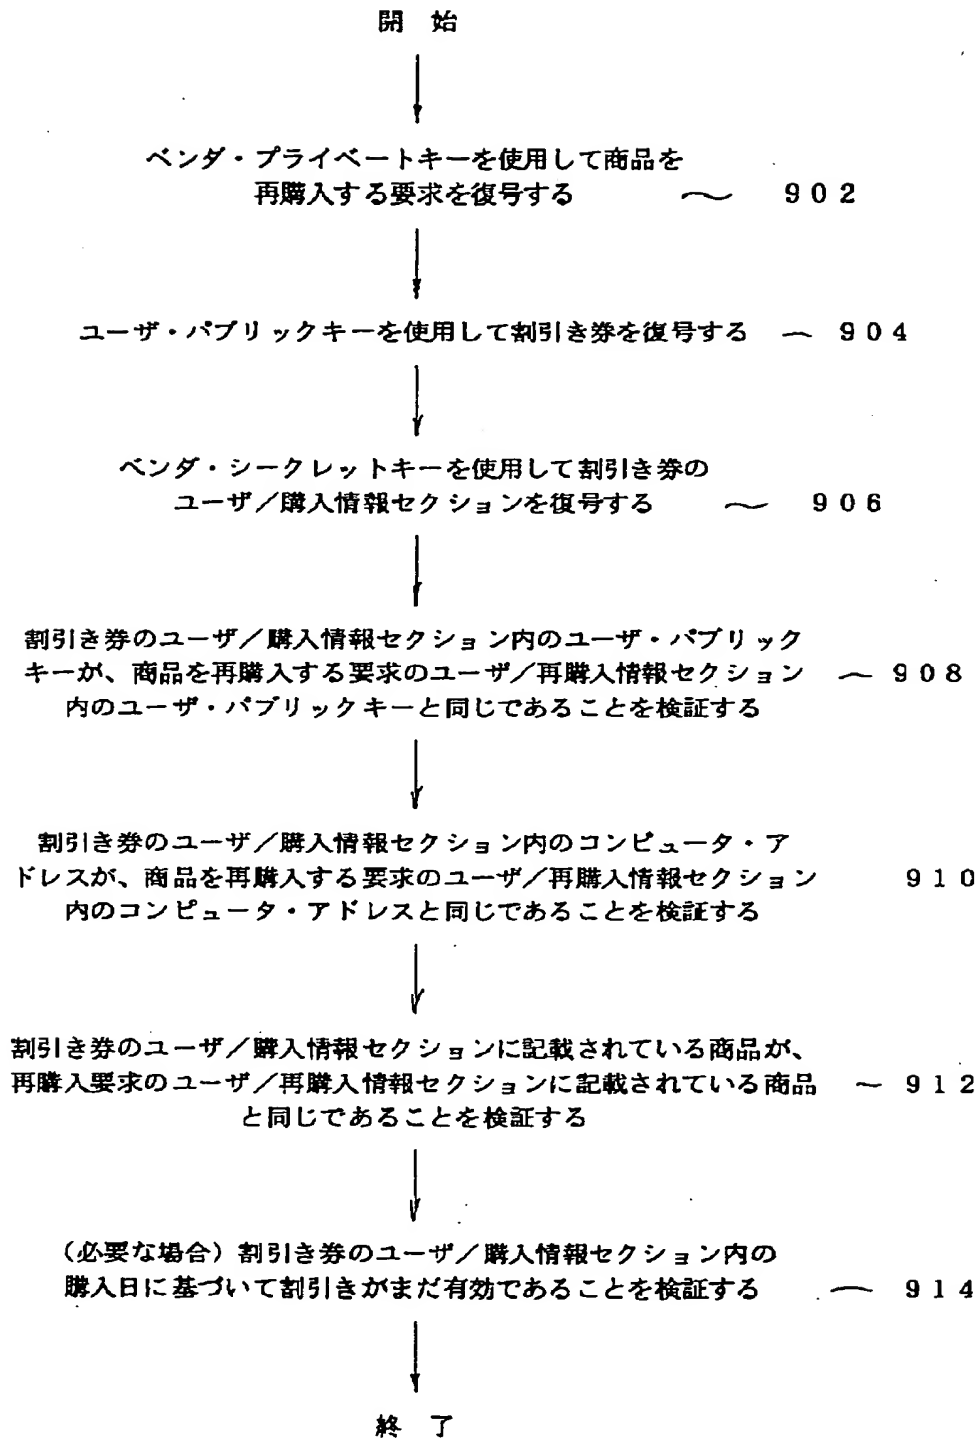 開 始
ベンダ・プライベートキーを使用して商品を
再購入する要求を復号する 〜 902
ユーザ・パブリックキーを使用して割引き券を復号する 〜 904
ベンダ・シークレットキーを使用して割引き券の
ユーザ/購入情報セクションを復号する 〜 906
割引き券のユーザ/購入情報セクション内のユーザ・パブリック
キーが、商品を再購入する要求のユーザ/再購入情報セクション 〜 908
内のユーザ・パブリックキーと同じであることを検証する
割引き券のユーザ/購入情報セクション内のコンピュータ・ア
ドレスが、商品を再購入する要求のユーザ/再購入情報セクション 910
内のコンピュータ・アドレスと同じであることを検証する
割引き券のユーザ/購入情報セクションに記載されている商品が、
再購入要求のユーザ/再購入情報セクションに記載されている商品 〜 912
と同じであることを検証する
(必要な場合)割引き券のユーザ/購入情報セクション内の
購入日に基づいて割引きがまだ有効であることを検証する 〜 914
終 了